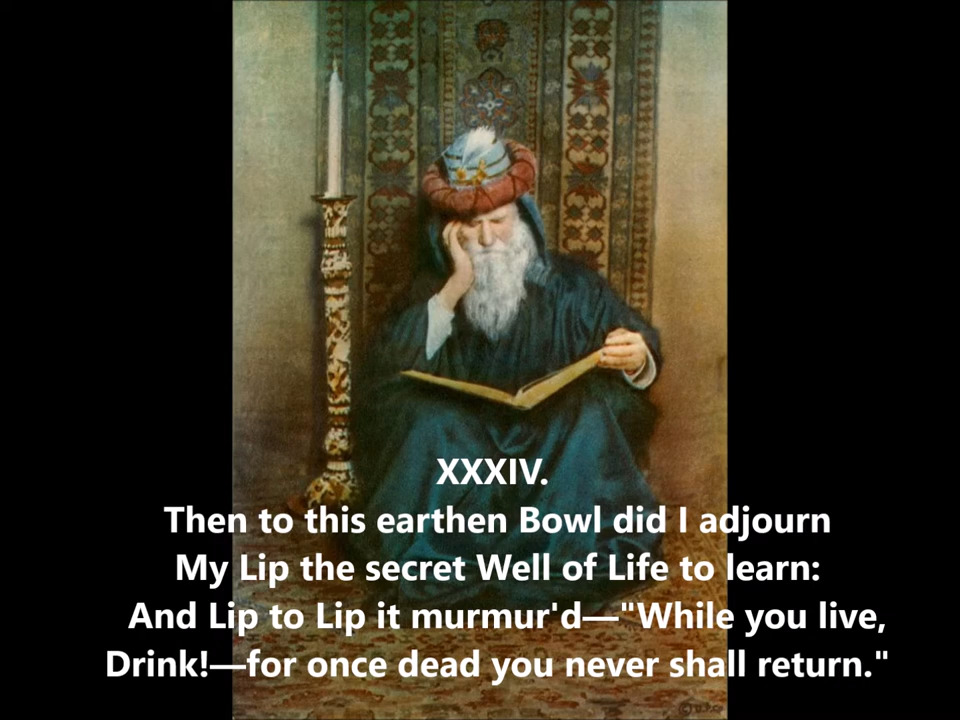 XXXIV.
Then to this earthen Bowl did I adjourn
My Lip the secret Well of Life to learn:
And Lip to Lip it murmur'd—"While you live,
Drink!—for once dead you never shall return."